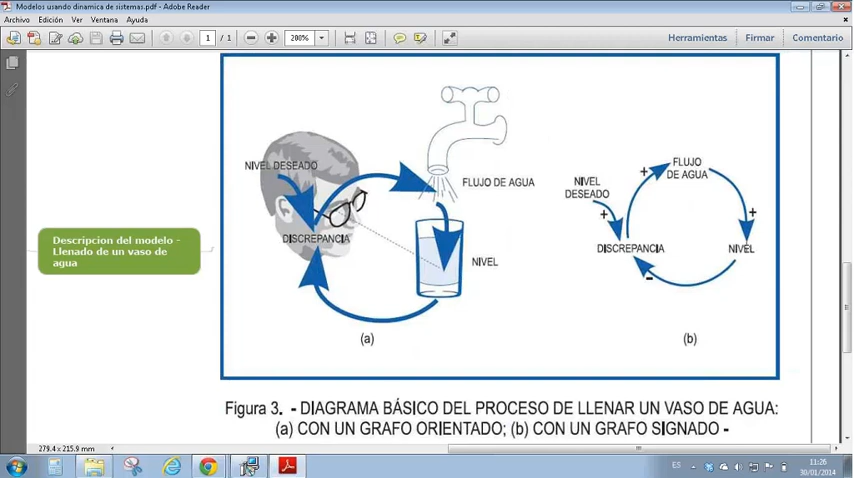 Modelos usando dinamica de sistemas.pdf - Adobe Reader
Archivo Edición Ver Ventana Ayuda
1 / 1
200%
Herramientas Firmar Comentario
Descripcion del modelo -
Llenado de un vaso de
agua
NIVEL DESEADO
FLUJO DE AGUA
DISCREPANCIA
NIVEL
(a)
FLUJO
DE AGUA
+
NIVEL
DESEADO
+
+
DISCREPANCIA
NIVEL
-
(b)
Figura 3. - DIAGRAMA BÁSICO DEL PROCESO DE LLENAR UN VASO DE AGUA:
(a) CON UN GRAFO ORIENTADO; (b) CON UN GRAFO SIGNADO -
279.4 x 215.9 mm
ES
11:26
30/01/2014